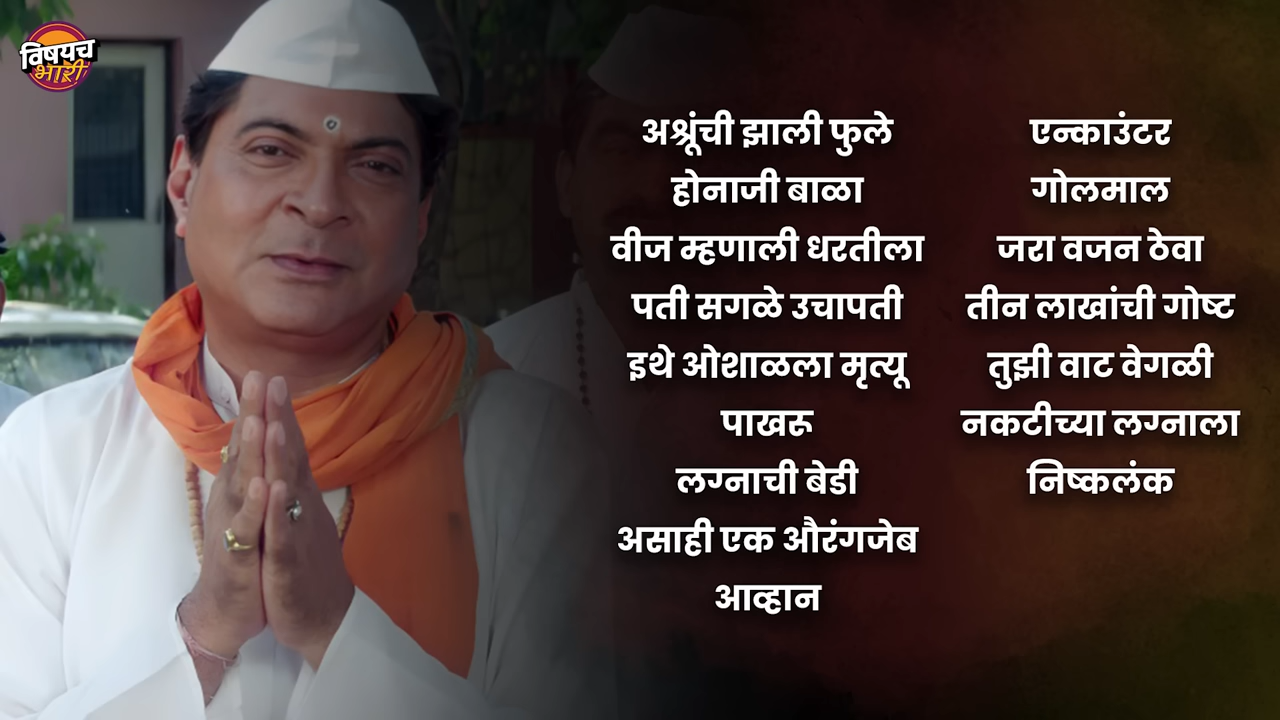 विषयच
भारी
अश्रूंची झाली फुले
होनाजी बाळा
वीज म्हणाली धरतीला
पती सगळे उचापती
इथे ओशाळला मृत्यू
पाखरू
लग्नाची बेडी
असाही एक औरंगजेब
आव्हान
एन्काउंटर
गोलमाल
जरा वजन ठेवा
तीन लाखांची गोष्ट
तुझी वाट वेगळी
नकटीच्या लग्नाला
निष्कलंक